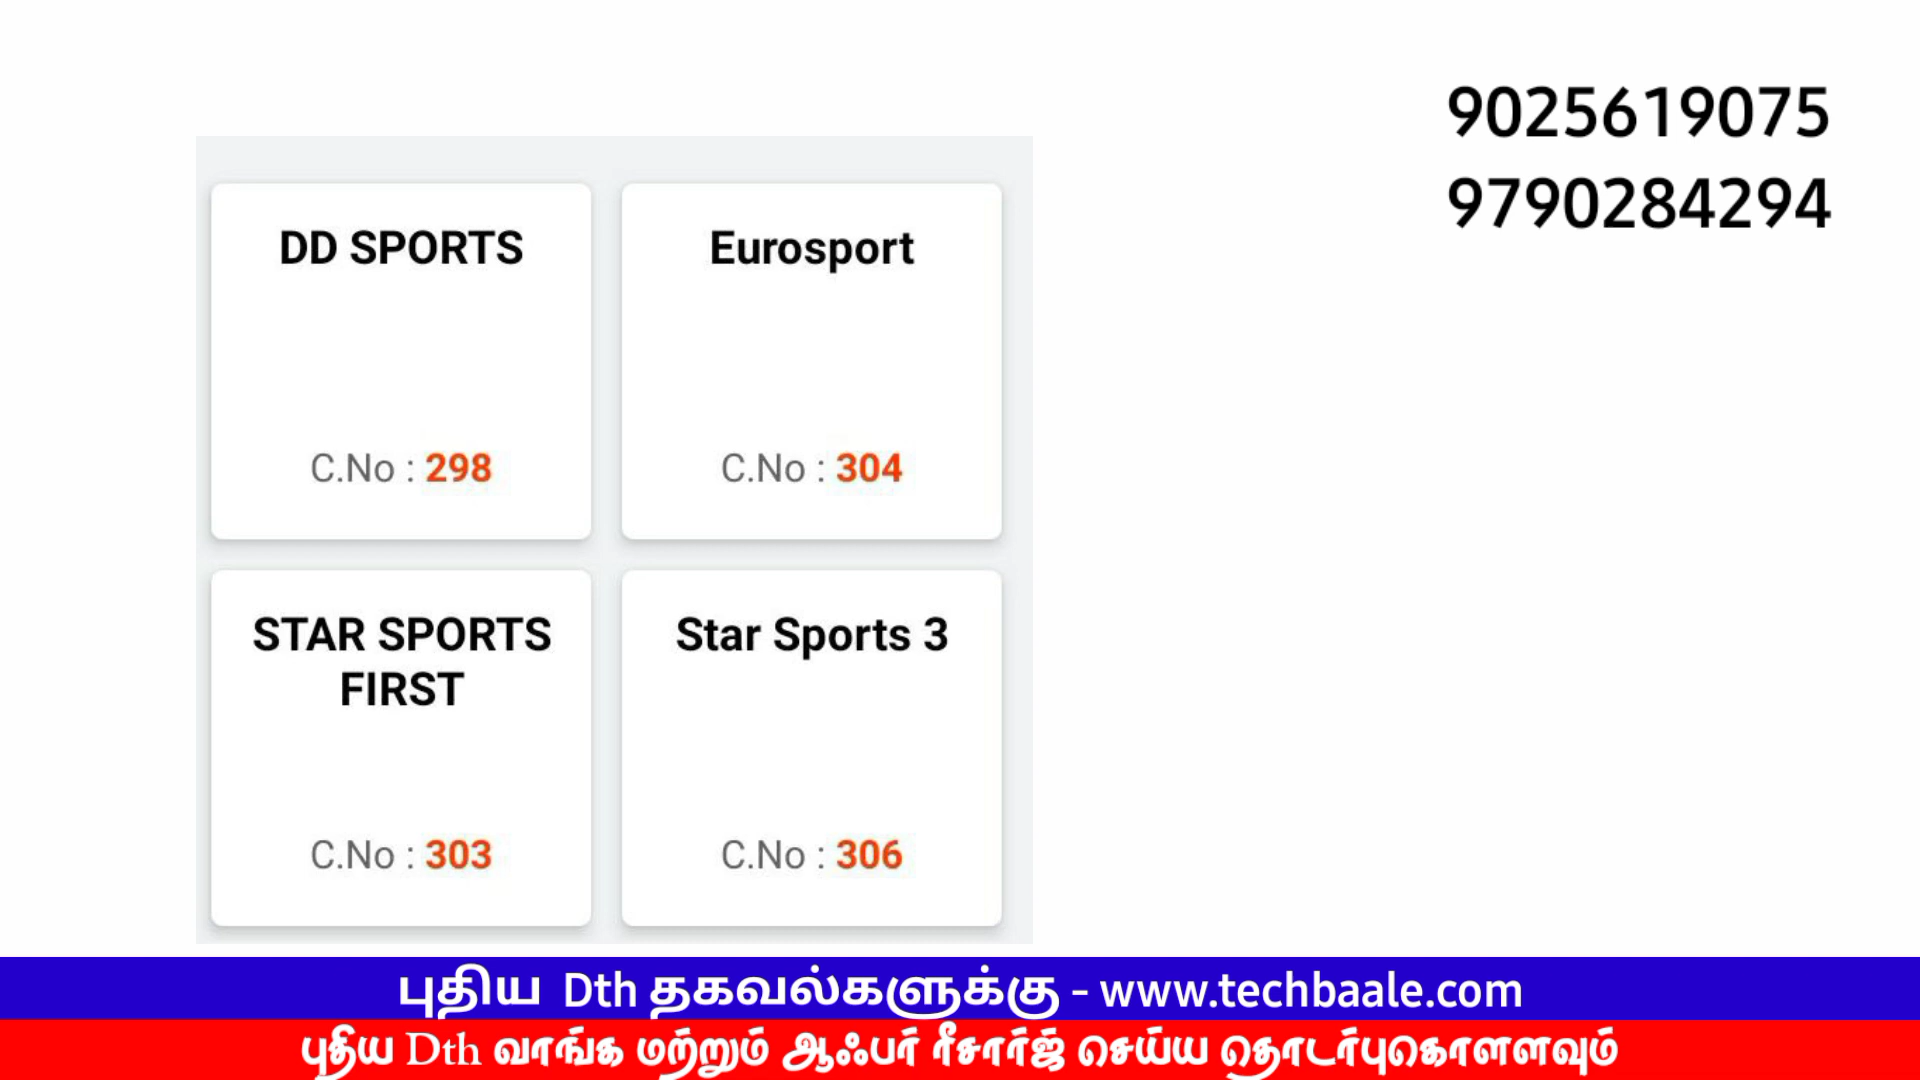 9025619075
9790284294
DD SPORTS
Eurosport
C.No : 298
C.No : 304
STAR SPORTS
FIRST
Star Sports 3
C.No : 303
C.No : 306
புதிய Dth தகவல்களுக்கு - www.techbaale.com
புதிய Dth வாங்க மற்றும் ஆஃபர் ரீசார்ஜ் செய்ய தொடர்புகொளளவும்